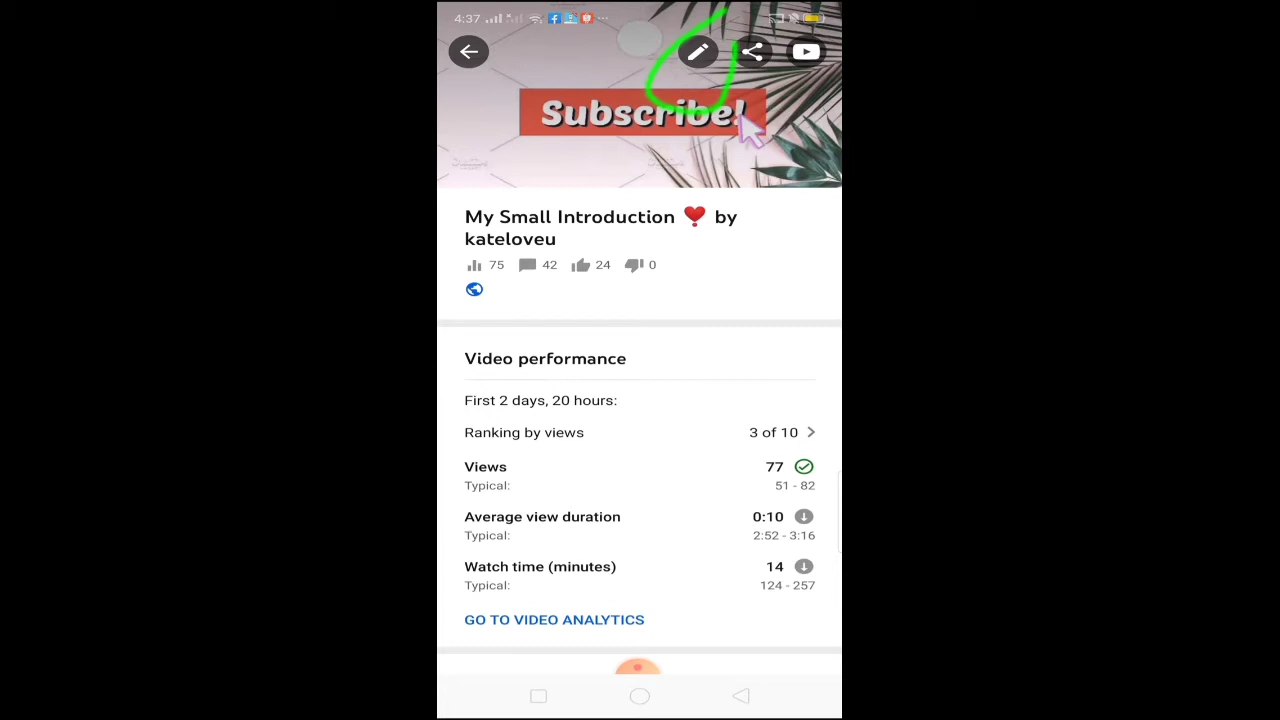 4:37
Subscribe!
My Small Introduction ❣️ by
kateloveu
75 42 24 0
Video performance
First 2 days, 20 hours:
Ranking by views 3 of 10
Views 77
Typical: 51 - 82
Average view duration 0:10
Typical: 2:52 - 3:16
Watch time (minutes) 14
Typical: 124 - 257
GO TO VIDEO ANALYTICS